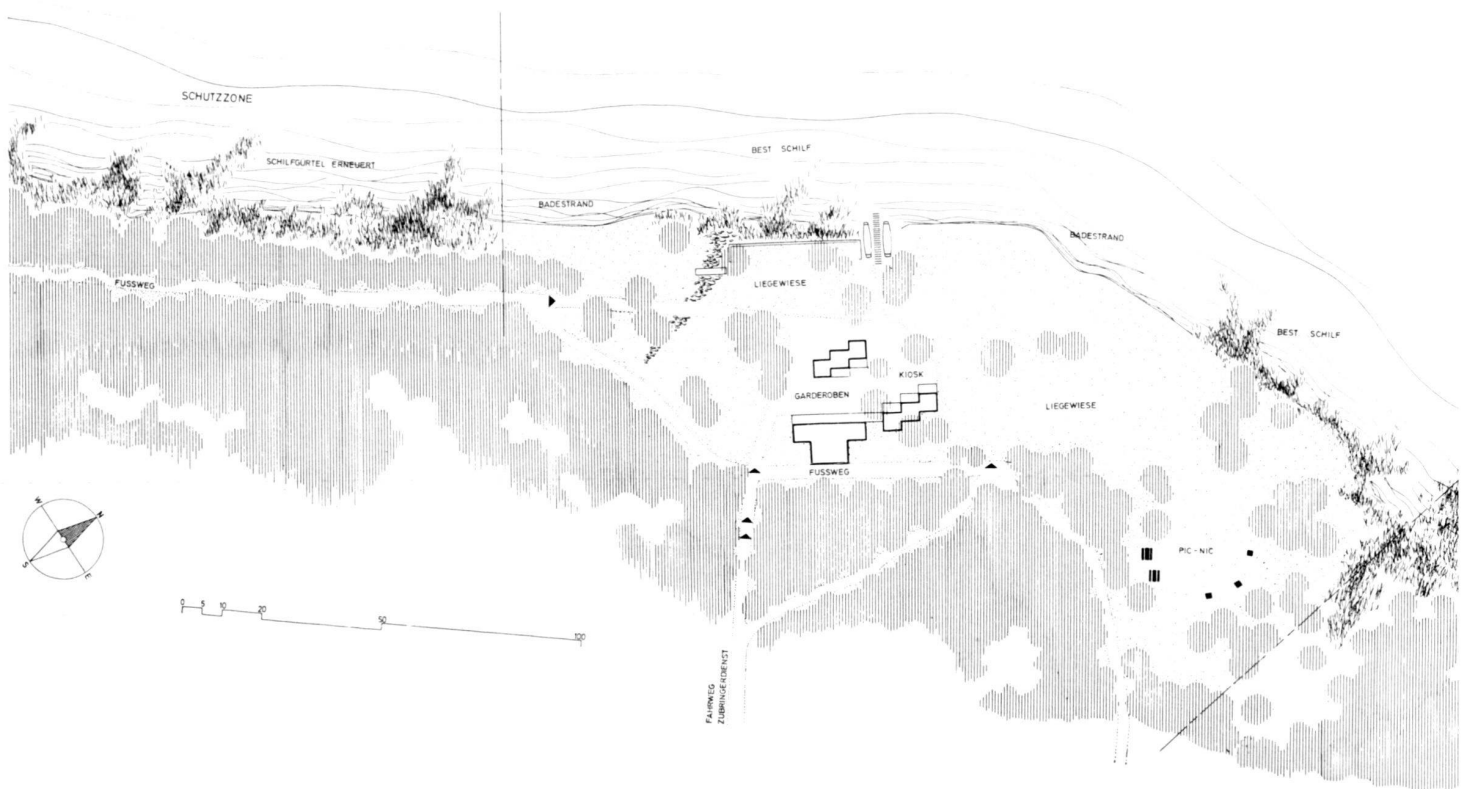 SCHUTZZONE
SCHILFGÜRTEL ERNEUERT
BEST SCHILF
BADESTRAND
BADESTRAND
FUSSWEG
LIEGEWIESE
BEST SCHILF
KIOSK
GARDEROBEN
LIEGEWIESE
FUSSWEG
W
N
S
E
PIC-NIC
0 5 10 20 50 100
FAHRWEG
ZUBRINGERDIENST